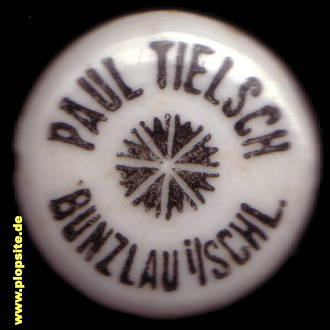 PAUL TIELSCH
BUNZLAU i/SCHL.
www.plopsite.de